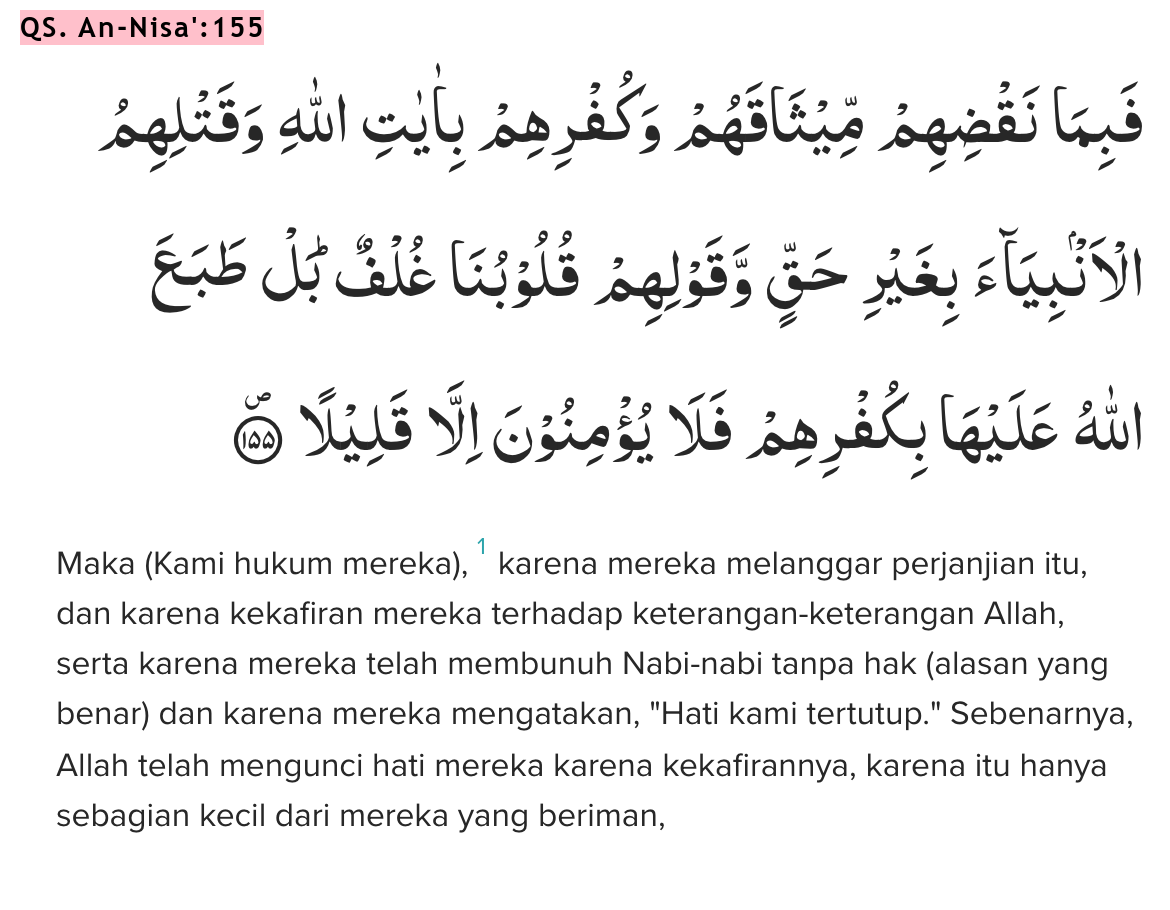 QS. An-Nisa':155
فَبِمَا نَقْضِهِمْ مِّيْثَاقَهُمْ وَكُفْرِهِمْ بِاٰيٰتِ اللّٰهِ وَقَتْلِهِمُ
الْاَنْۢبِيَاۤءَ بِغَيْرِ حَقٍّ وَّقَوْلِهِمْ قُلُوْبُنَا غُلْفٌ ۗ بَلْ طَبَعَ
اللّٰهُ عَلَيْهَا بِكُفْرِهِمْ فَلَا يُؤْمِنُوْنَ اِلَّا قَلِيْلًا ۖ ١٥٥
Maka (Kami hukum mereka), 1 karena mereka melanggar perjanjian itu,
dan karena kekafiran mereka terhadap keterangan-keterangan Allah,
serta karena mereka telah membunuh Nabi-nabi tanpa hak (alasan yang
benar) dan karena mereka mengatakan, "Hati kami tertutup." Sebenarnya,
Allah telah mengunci hati mereka karena kekafirannya, karena itu hanya
sebagian kecil dari mereka yang beriman,